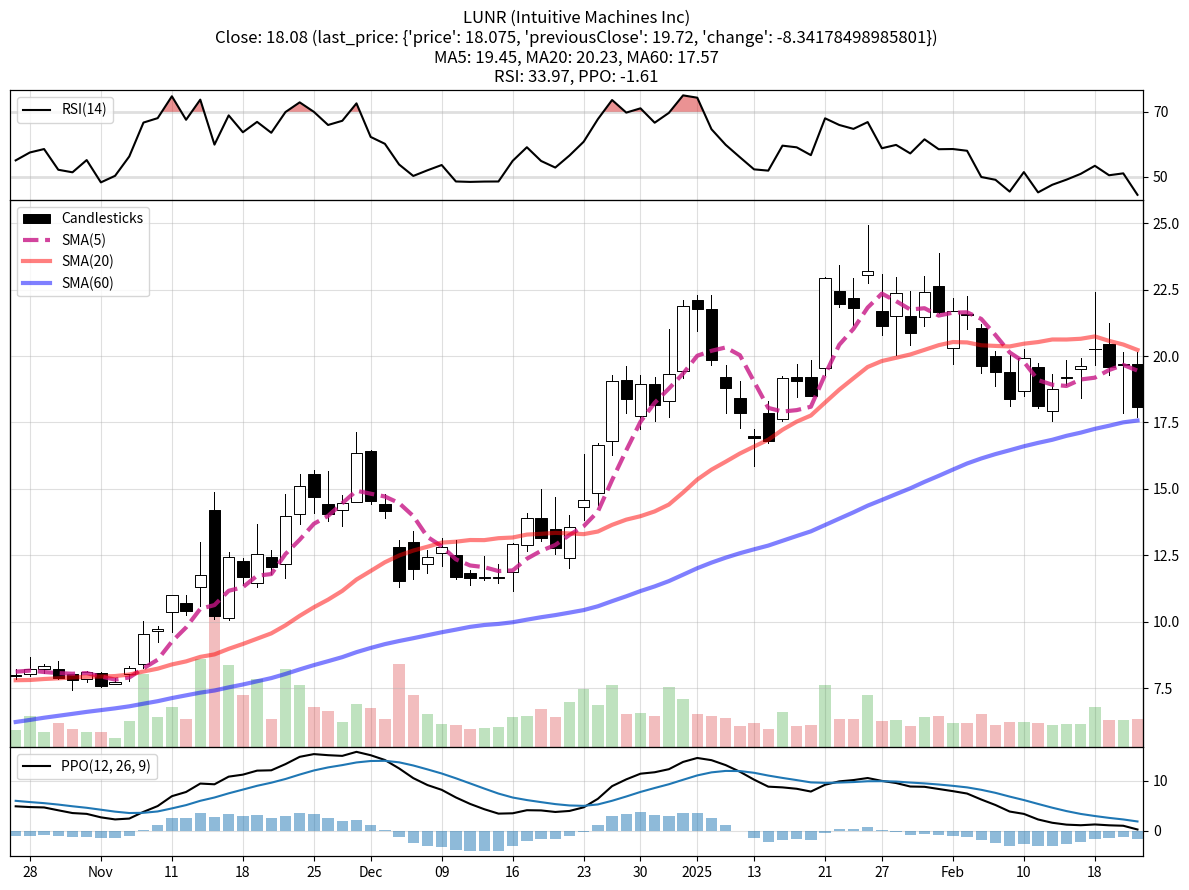 LUNR (Intuitive Machines Inc)
Close: 18.08 (last_price: {'price': 18.075, 'previousClose': 19.72, 'change': -8.34178498985801})
MA5: 19.45, MA20: 20.23, MA60: 17.57
RSI: 33.97, PPO: -1.61
RSI(14)
70
50
Candlesticks
SMA(5)
SMA(20)
SMA(60)
25.0
22.5
20.0
17.5
15.0
12.5
10.0
7.5
PPO(12, 26, 9)
10
0
28 Nov 11 18 25 Dec 09 16 23 30 2025 13 21 27 Feb 10 18